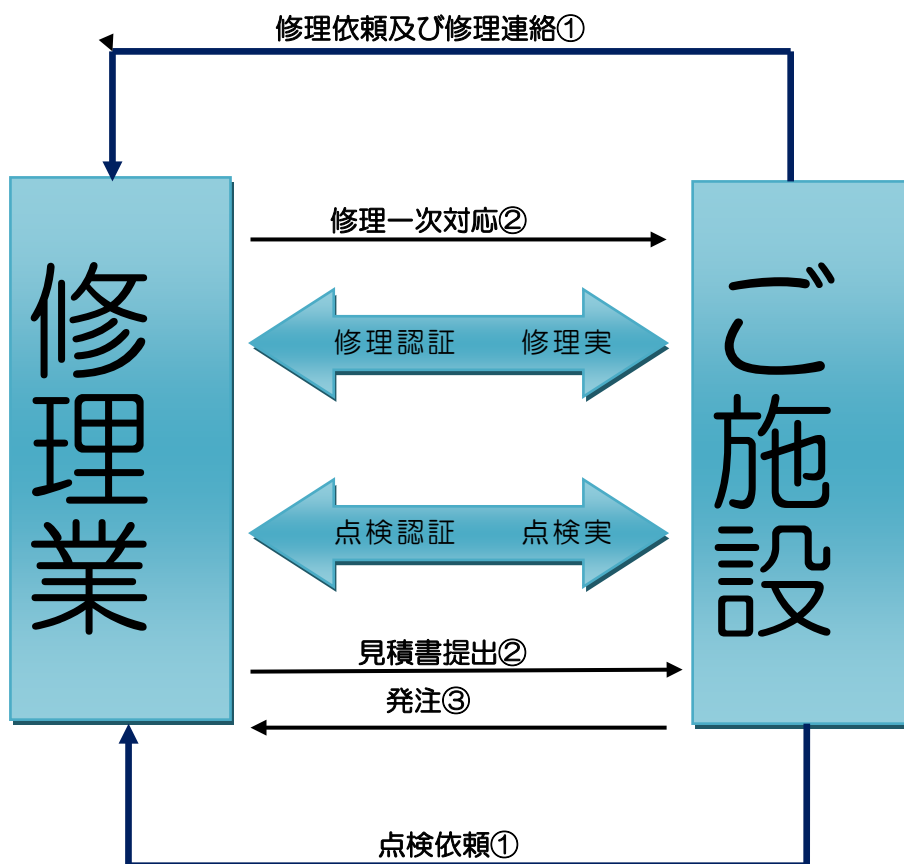 修理依頼及び修理連絡①
修理一次対応②
修理業
ご施設
修理認証 修理実
点検認証 点検実
見積書提出②
発注③
点検依頼①